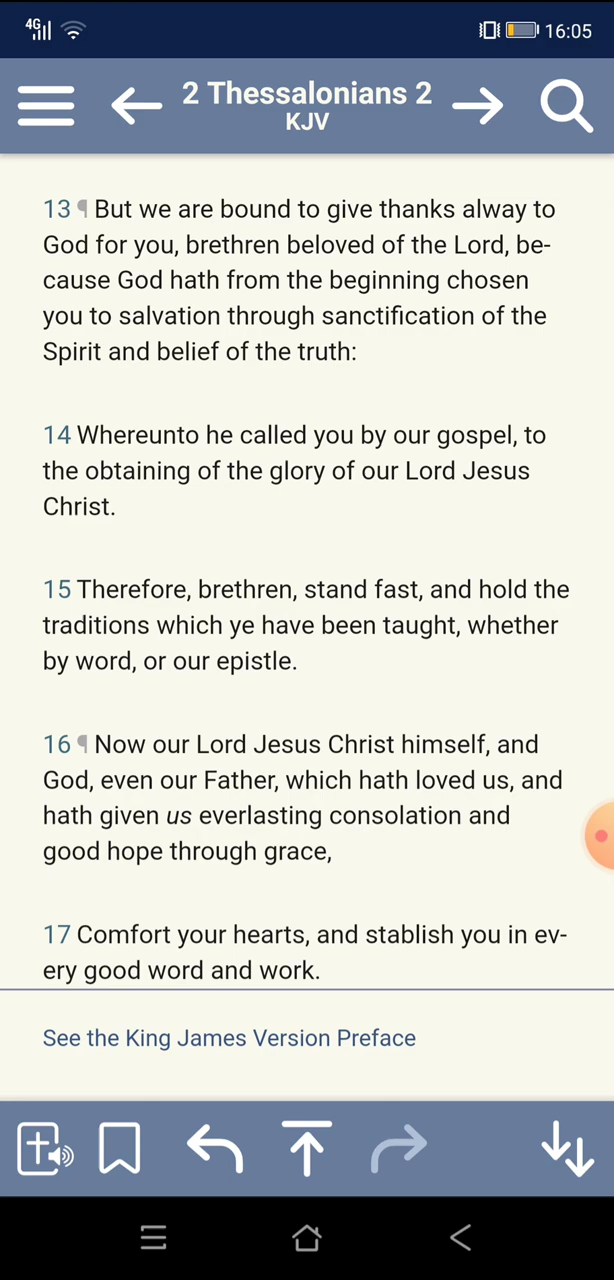 4G 16:05
2 Thessalonians 2
KJV
13 ¶ But we are bound to give thanks alway to
God for you, brethren beloved of the Lord, be-
cause God hath from the beginning chosen
you to salvation through sanctification of the
Spirit and belief of the truth:
14 Whereunto he called you by our gospel, to
the obtaining of the glory of our Lord Jesus
Christ.
15 Therefore, brethren, stand fast, and hold the
traditions which ye have been taught, whether
by word, or our epistle.
16 ¶ Now our Lord Jesus Christ himself, and
God, even our Father, which hath loved us, and
hath given us everlasting consolation and
good hope through grace,
17 Comfort your hearts, and stablish you in ev-
ery good word and work.
See the King James Version Preface